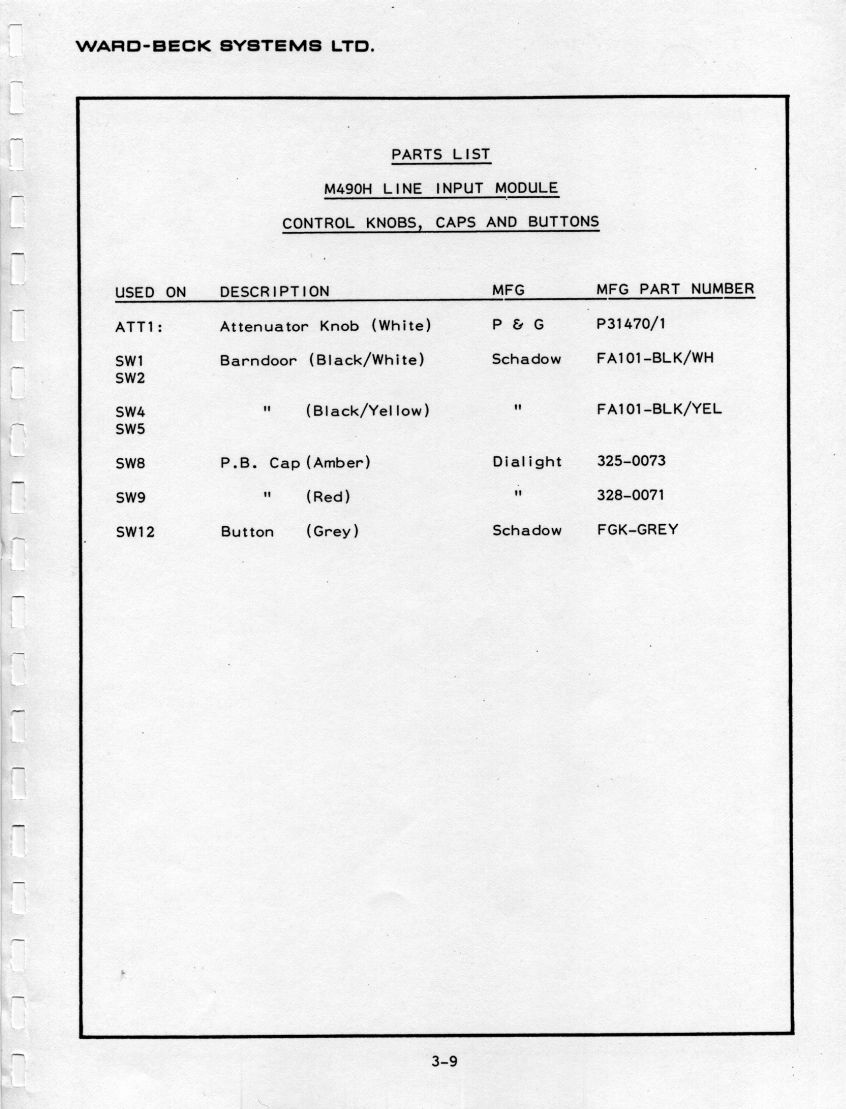 WARD-BECK SYSTEMS LTD.
PARTS LIST
M490H LINE INPUT MODULE
CONTROL KNOBS, CAPS AND BUTTONS
USED ON DESCRIPTION MFG MFG PART NUMBER
ATT1: Attenuator Knob (White) P & G P31470/1
SW1 Barndoor (Black/White) Schadow FA101-BLK/WH
SW2
SW4 " (Black/Yellow) " FA101-BLK/YEL
SW5
SW8 P.B. Cap (Amber) Dialight 325-0073
SW9 " (Red) " 328-0071
SW12 Button (Grey) Schadow FGK-GREY
3-9